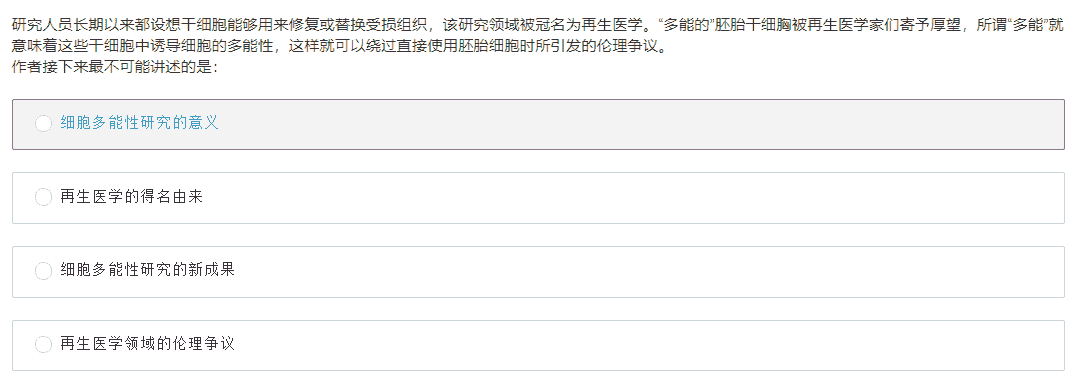 研究人员长期以来都设想干细胞能够用来修复或替换受损组织，该研究领域被冠名为再生医学。“多能的”胚胎干细胸被再生医学家们寄予厚望，所谓“多能”就
意味着这些干细胞中诱导细胞的多能性，这样就可以绕过直接使用胚胎细胞时所引发的伦理争议。
作者接下来最不可能讲述的是：
细胞多能性研究的意义
再生医学的得名由来
细胞多能性研究的新成果
再生医学领域的伦理争议